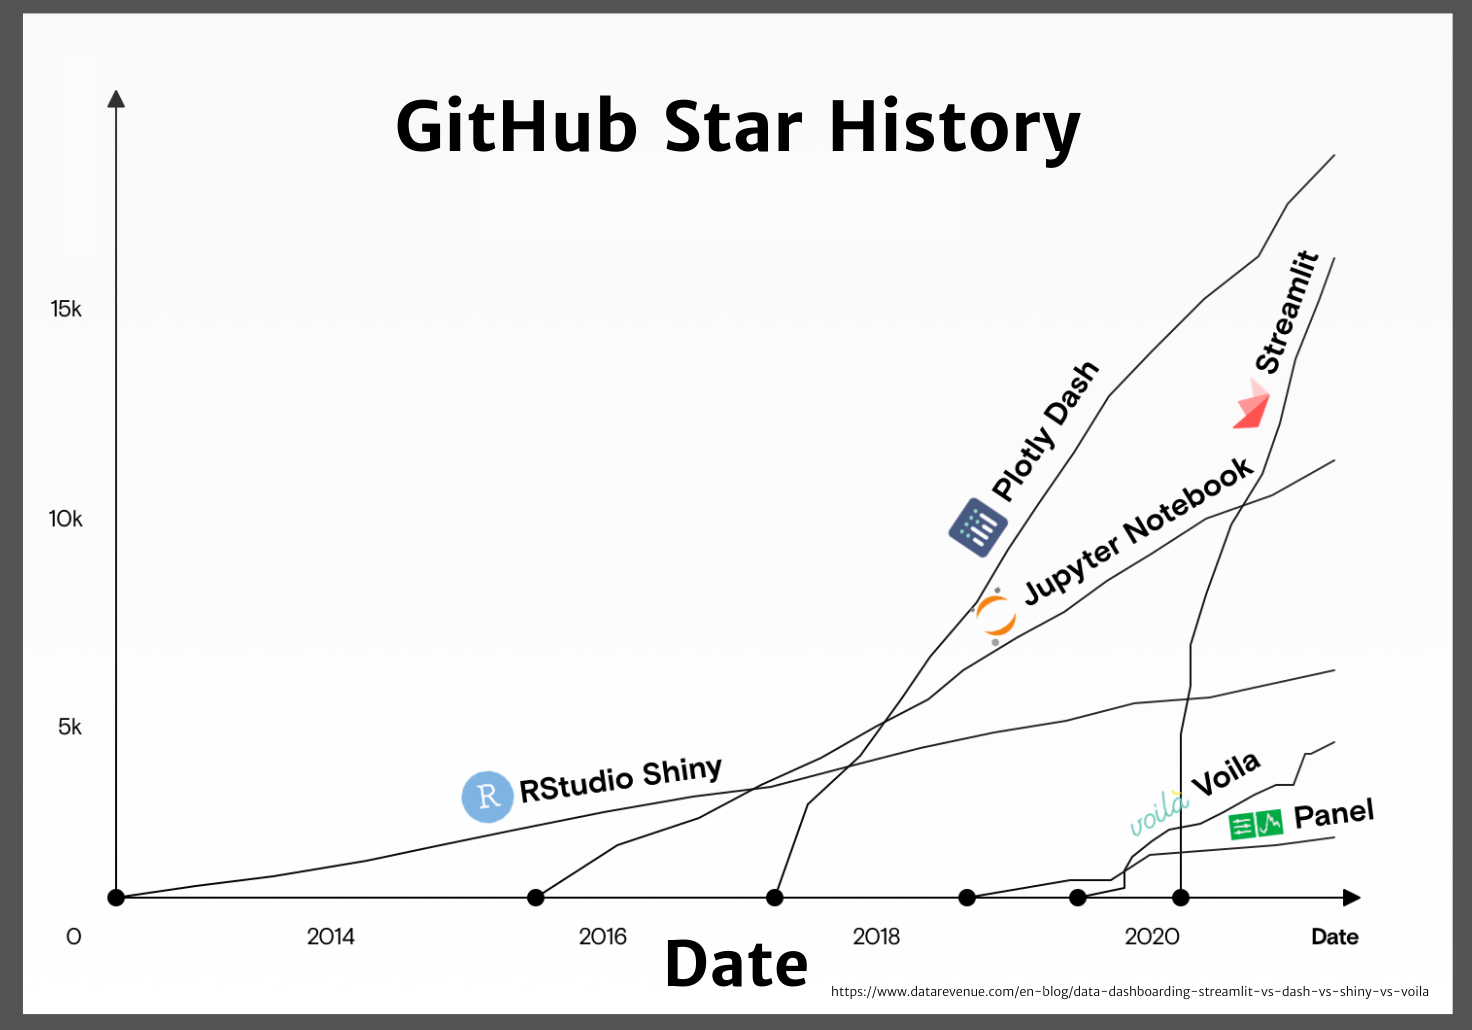 GitHub Star History
15k
10k
5k
0
Plotly Dash
Streamlit
Jupyter Notebook
R RStudio Shiny
voilà Voila
Panel
2014
2016
2018
2020
Date
Date
https://www.datarevenue.com/en-blog/data-dashboarding-streamlit-vs-dash-vs-shiny-vs-voila